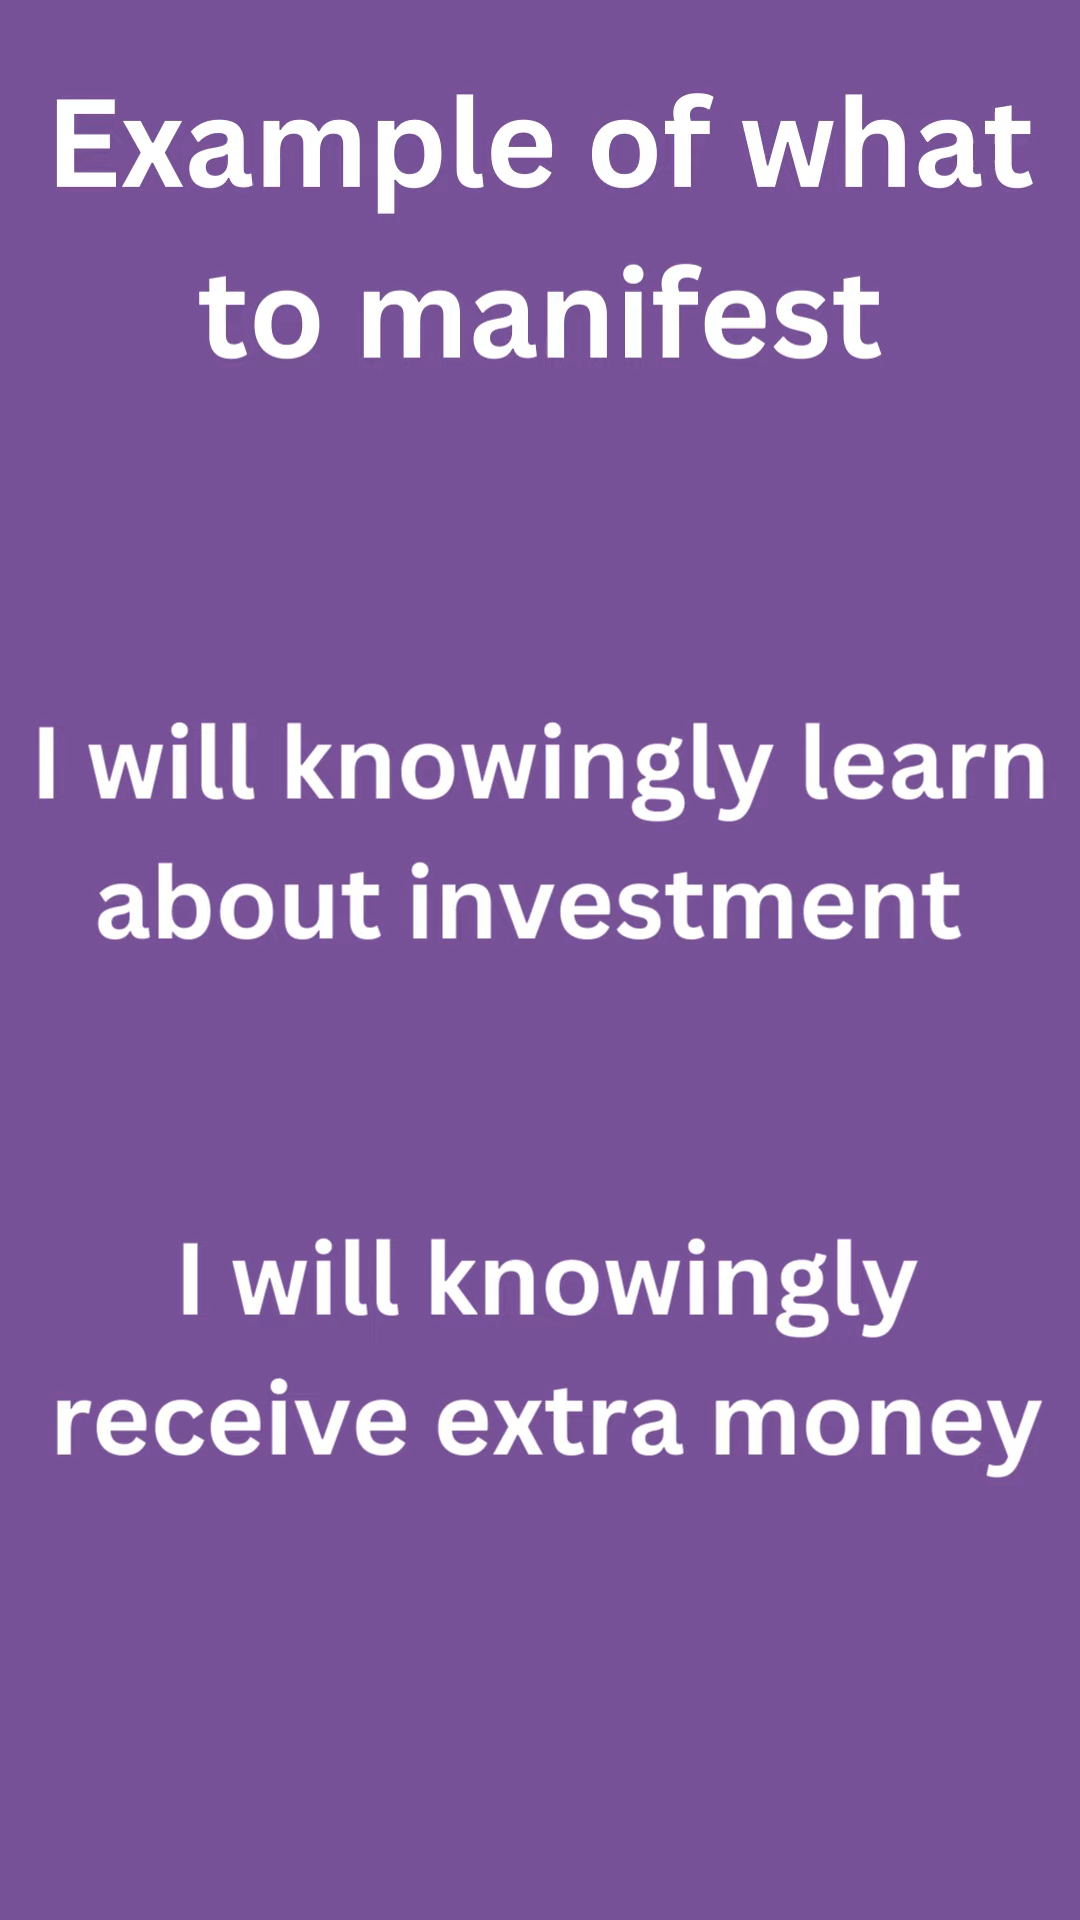 Example of what
to manifest
I will knowingly learn
about investment
I will knowingly
receive extra money